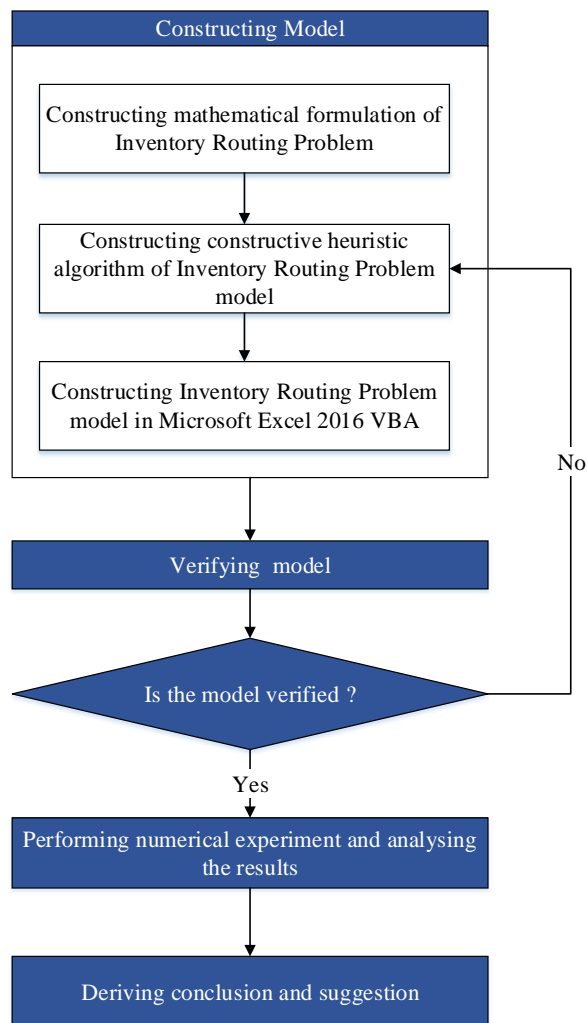 Constructing Model
Constructing mathematical formulation of
Inventory Routing Problem
Constructing constructive heuristic
algorithm of Inventory Routing Problem
model
Constructing Inventory Routing Problem
model in Microsoft Excel 2016 VBA
No
Verifying model
Is the model verified ?
Yes
Performing numerical experiment and analysing
the results
Deriving conclusion and suggestion